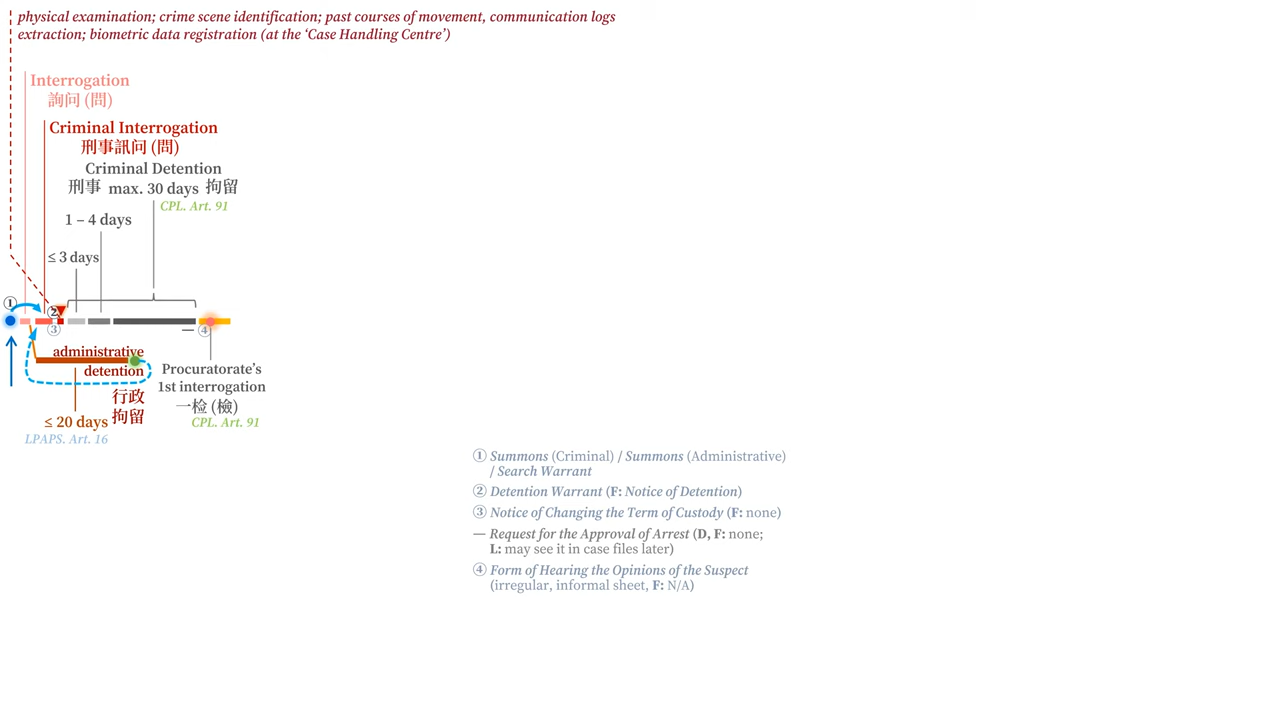 physical examination; crime scene identification; past courses of movement, communication logs
extraction; biometric data registration (at the ‘Case Handling Centre’)
Interrogation
詢问 (問)
Criminal Interrogation
刑事訊问 (問)
Criminal Detention
刑事 max. 30 days 拘留
CPL. Art. 91
1 – 4 days
≤ 3 days
①
②
③
— ④
administrative
detention
行政
拘留
≤ 20 days
LPAPS. Art. 16
Procuratorate’s
1st interrogation
一检 (檢)
CPL. Art. 91
① Summons (Criminal) / Summons (Administrative)
/ Search Warrant
② Detention Warrant (F: Notice of Detention)
③ Notice of Changing the Term of Custody (F: none)
— Request for the Approval of Arrest (D, F: none;
L: may see it in case files later)
④ Form of Hearing the Opinions of the Suspect
(irregular, informal sheet, F: N/A)